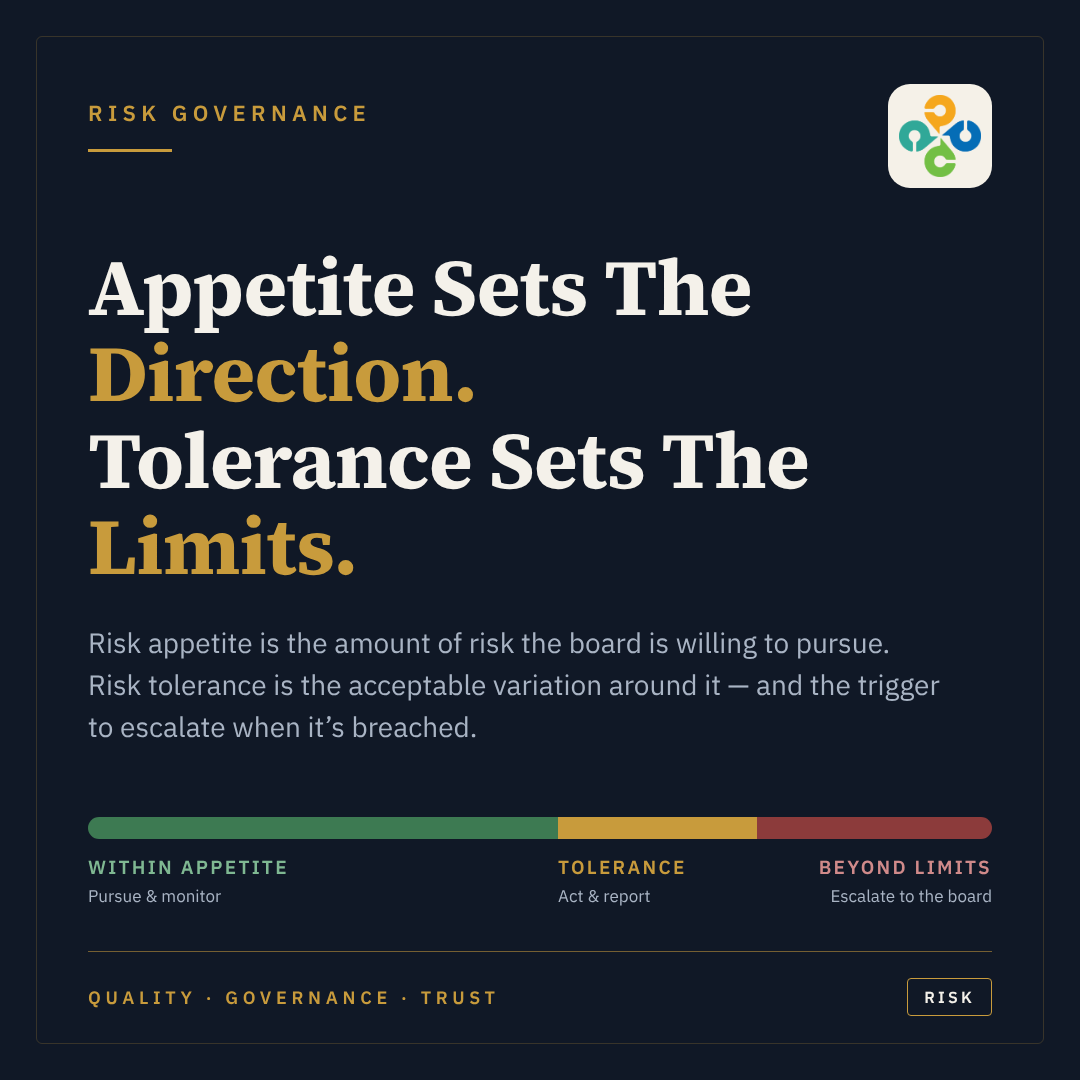 RISK GOVERNANCE
Appetite Sets The
Direction.
Tolerance Sets The
Limits.
Risk appetite is the amount of risk the board is willing to pursue.
Risk tolerance is the acceptable variation around it — and the trigger
to escalate when it’s breached.
WITHIN APPETITE
Pursue & monitor
TOLERANCE
Act & report
BEYOND LIMITS
Escalate to the board
QUALITY · GOVERNANCE · TRUST
RISK